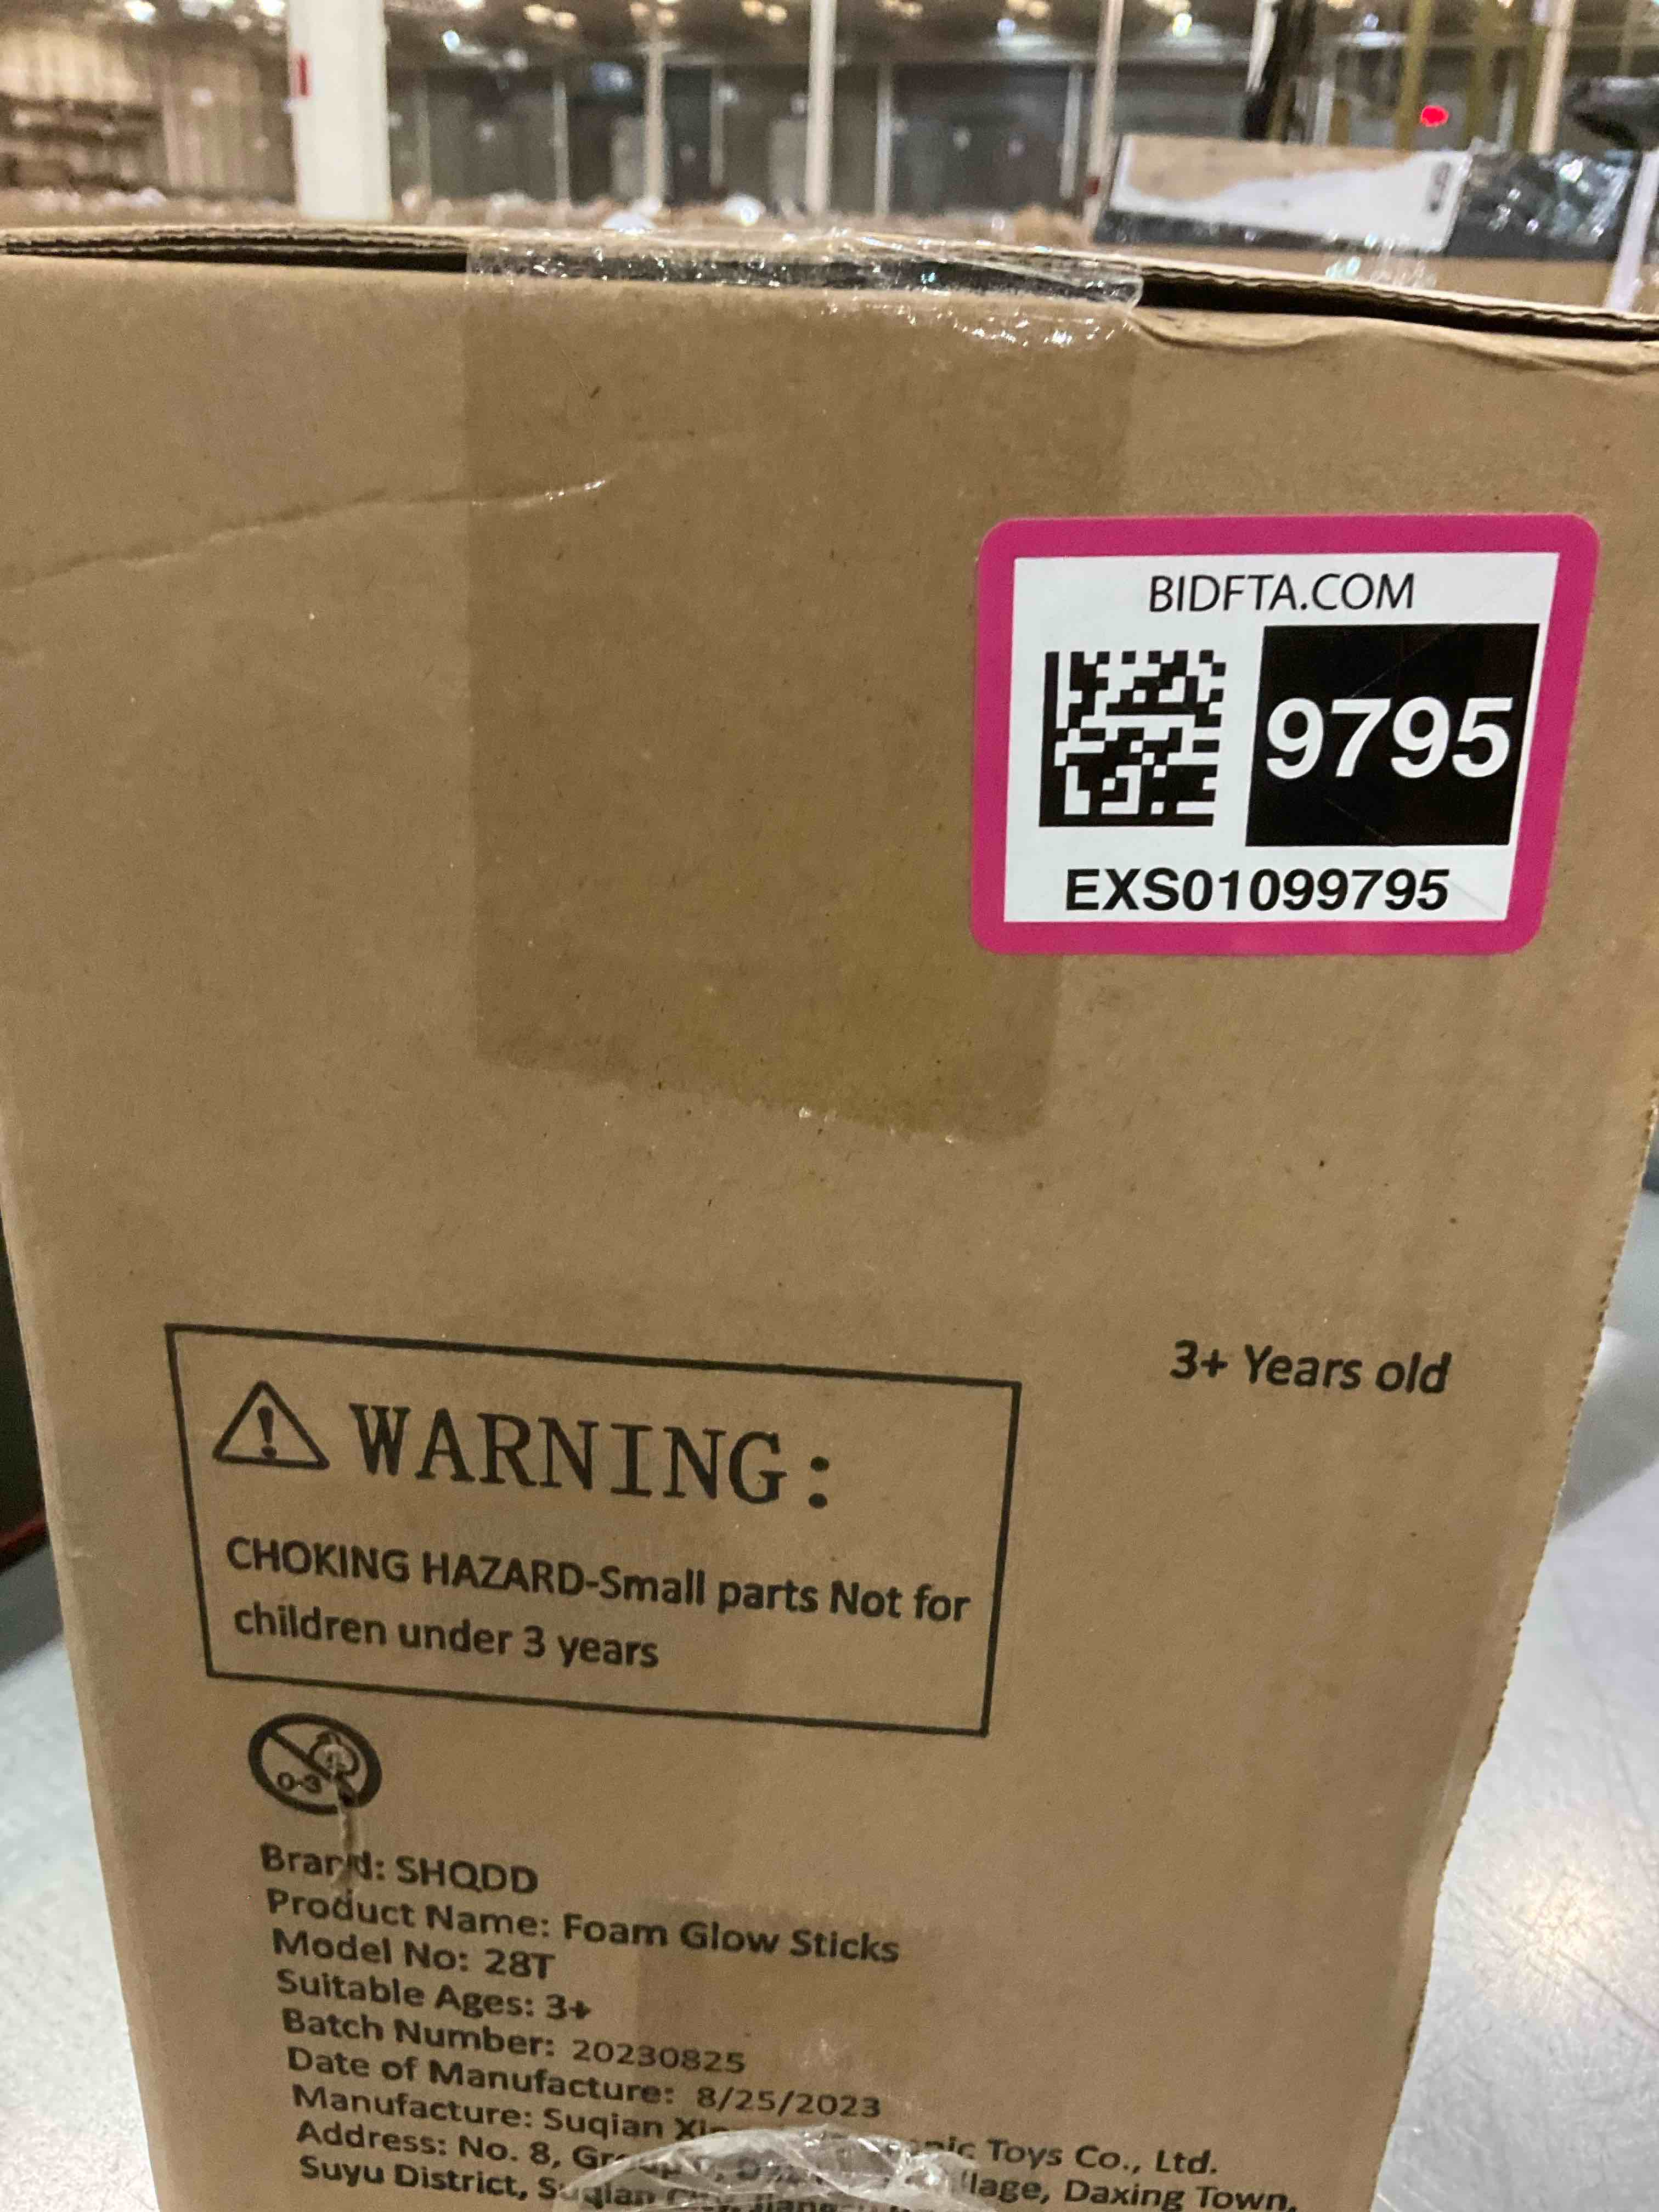 BIDFTA.COM
9795
EXS01099795
3+ Years old
WARNING:
CHOKING HAZARD-Small parts Not for
children under 3 years
0-3
Brand: SHQDD
Product Name: Foam Glow Sticks
Model No: 28T
Suitable Ages: 3+
Batch Number: 20230825
Date of Manufacture: 8/25/2023
Manufacture: Suqian Toys Co., Ltd.
Address: No. 8, Daxing Town,
Suyu District, Suqian City,